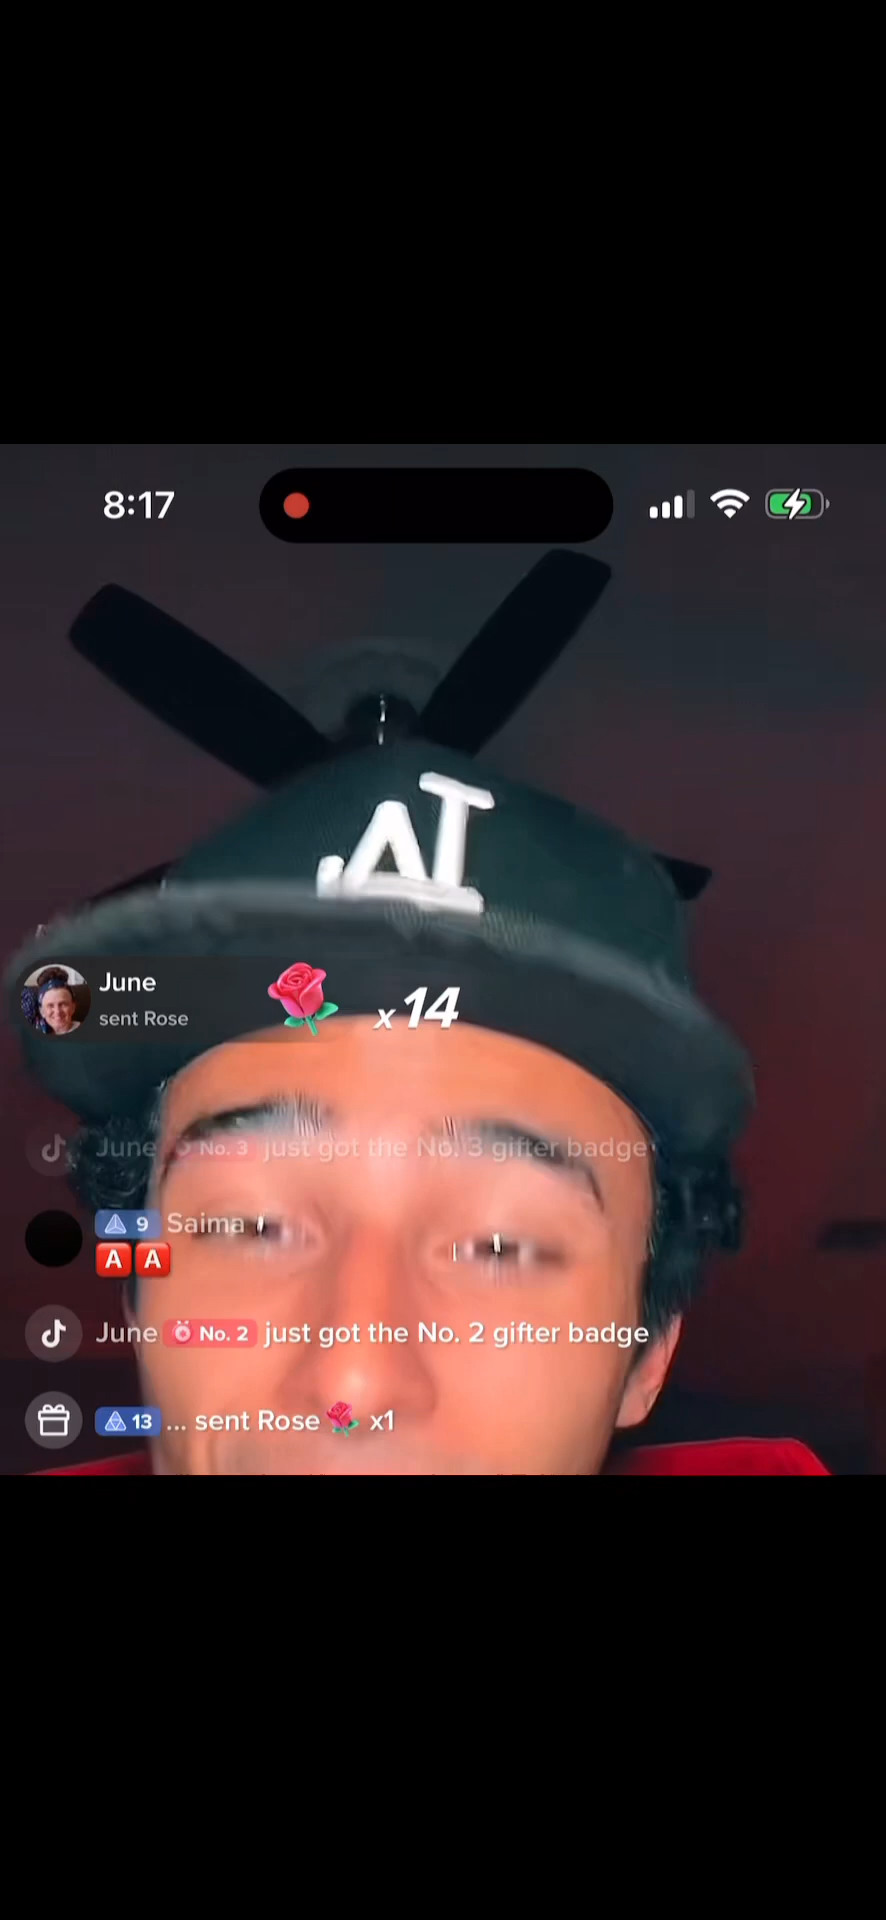 8:17
June
sent Rose
x14
June No. 3 just got the No. 3 gifter badge
9 Saima
🅰🅰
June No. 2 just got the No. 2 gifter badge
13 ... sent Rose x1